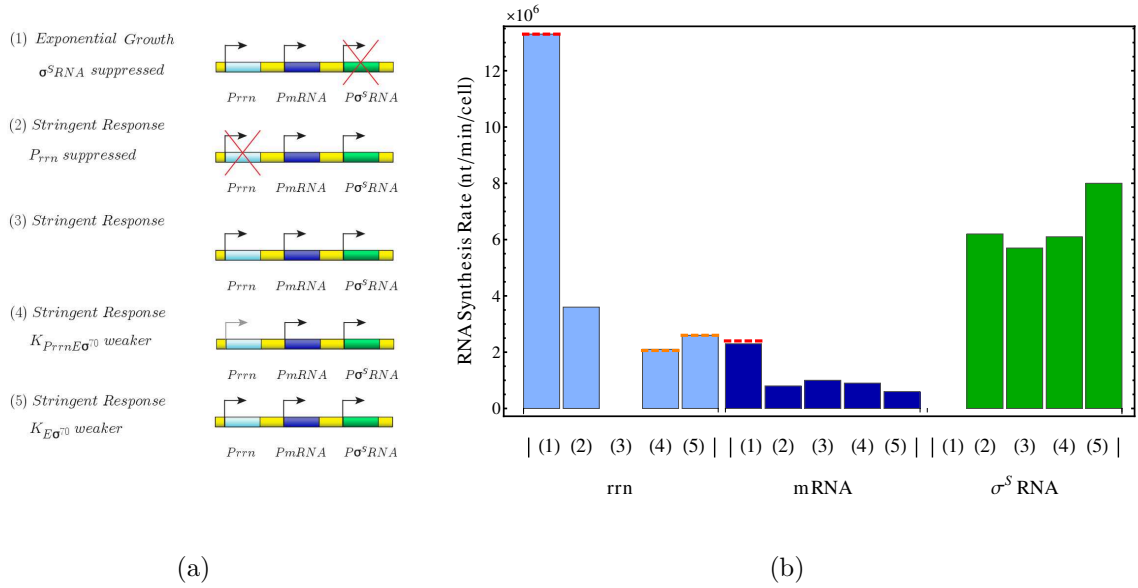 (1) Exponential Growth
σ^S RNA suppressed
Prrn PmRNA Pσ^S RNA
(2) Stringent Response
P_rrn suppressed
Prrn PmRNA Pσ^S RNA
(3) Stringent Response
Prrn PmRNA Pσ^S RNA
(4) Stringent Response
K_PrrnEσ^70 weaker
Prrn PmRNA Pσ^S RNA
(5) Stringent Response
K_Eσ^70 weaker
Prrn PmRNA Pσ^S RNA
(a)
×10^6
RNA Synthesis Rate (nt/min/cell)
12
10
8
6
4
2
0
| (1) (2) (3) (4) (5) | (1) (2) (3) (4) (5) | (1) (2) (3) (4) (5) |
rrn mRNA σ^S RNA
(b)